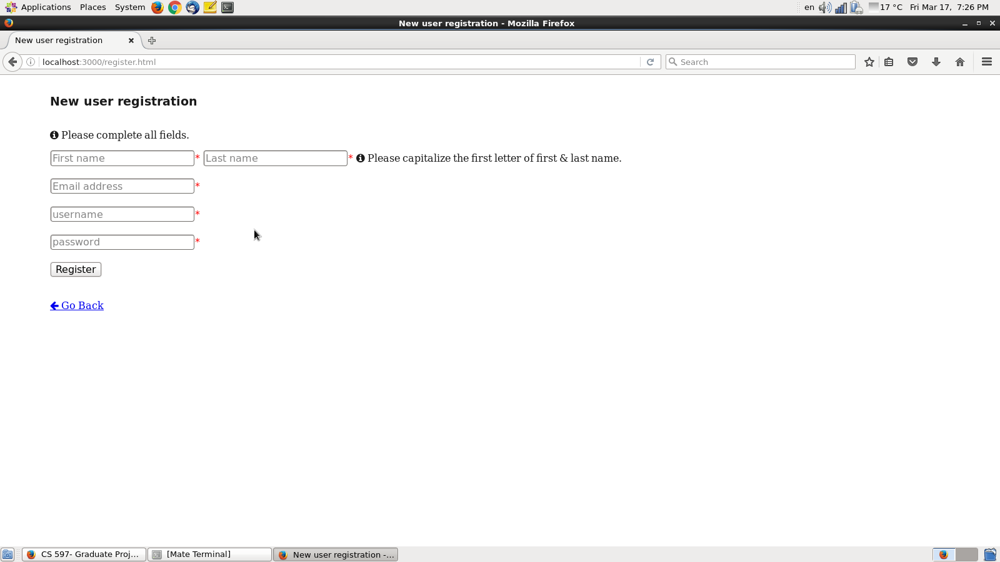 Applications Places System en 17 °C Fri Mar 17, 7:26 PM
New user registration - Mozilla Firefox
New user registration
localhost:3000/register.html Search
New user registration
Please complete all fields.
First name * Last name * Please capitalize the first letter of first & last name.
Email address *
username *
password *
Register
Go Back
CS 597- Graduate Proj... [Mate Terminal] New user registration -...